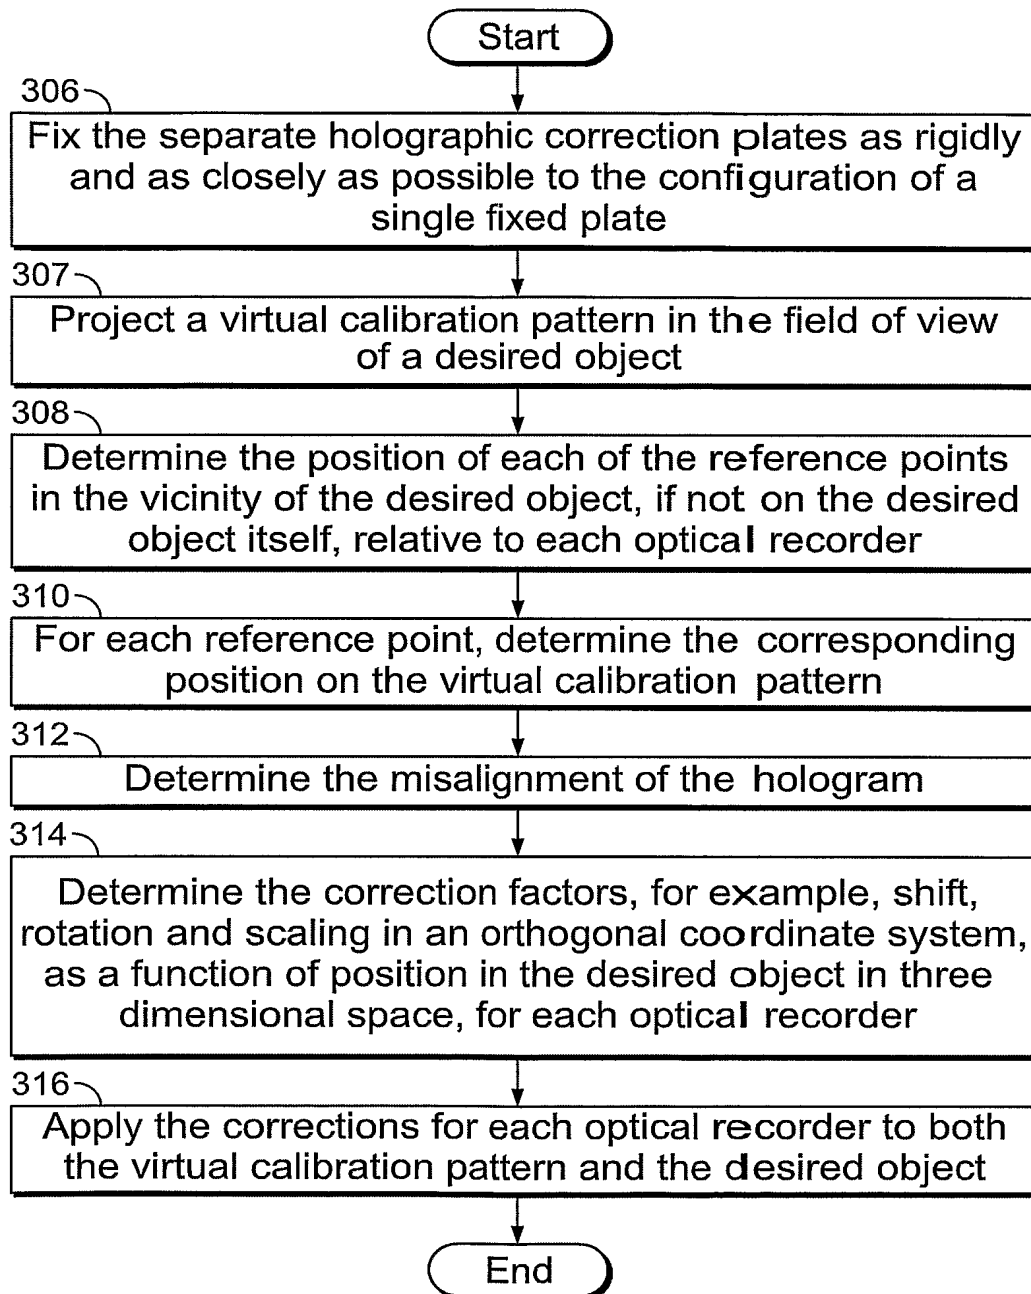 Start
306
Fix the separate holographic correction plates as rigidly
and as closely as possible to the configuration of a
single fixed plate
307
Project a virtual calibration pattern in the field of view
of a desired object
308
Determine the position of each of the reference points
in the vicinity of the desired object, if not on the desired
object itself, relative to each optical recorder
310
For each reference point, determine the corresponding
position on the virtual calibration pattern
312
Determine the misalignment of the hologram
314
Determine the correction factors, for example, shift,
rotation and scaling in an orthogonal coordinate system,
as a function of position in the desired object in three
dimensional space, for each optical recorder
316
Apply the corrections for each optical recorder to both
the virtual calibration pattern and the desired object
End